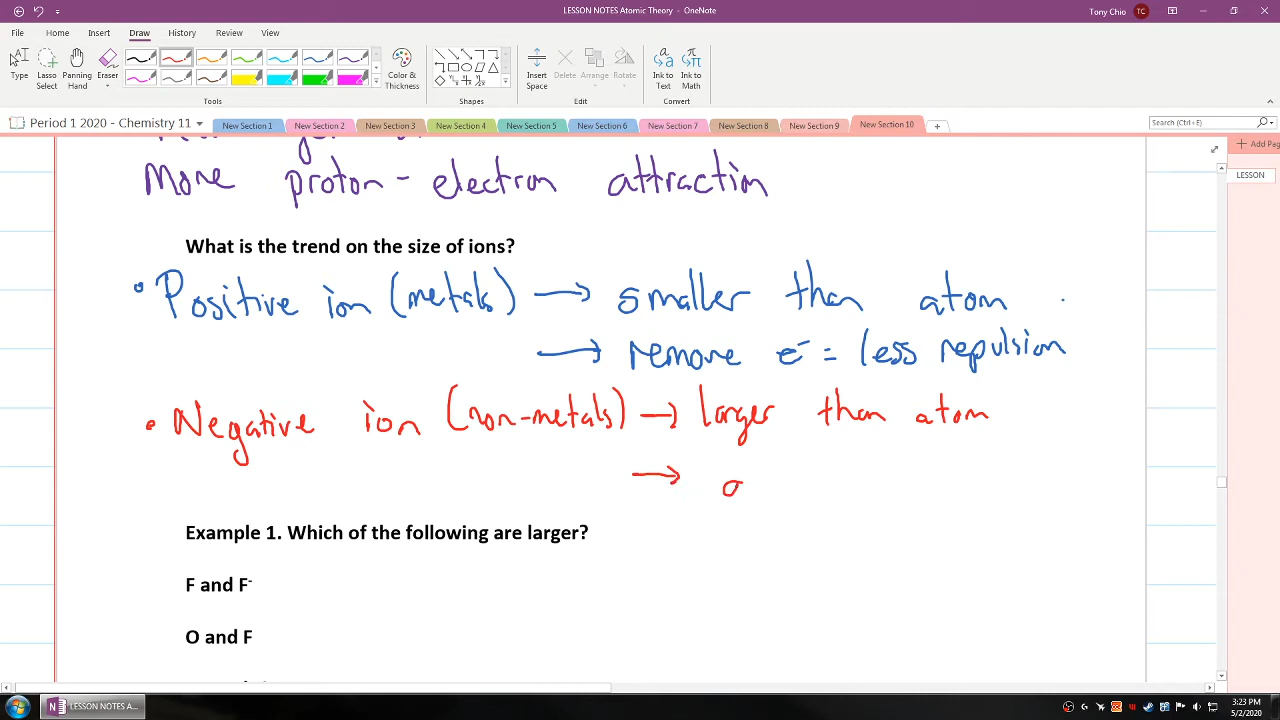 LESSON NOTES Atomic Theory - OneNote
Tony Chio TC
File Home Insert Draw History Review View
Type Lasso Select Panning Hand Eraser Color & Thickness Insert Space Delete Arrange Rotate Ink to Text Ink to Math
Tools Shapes Edit Convert
Period 1 2020 - Chemistry 11 New Section 1 New Section 2 New Section 3 New Section 4 New Section 5 New Section 6 New Section 7 New Section 8 New Section 9 New Section 10 Search (Ctrl+E)
Add Pag
LESSON
More proton - electron attraction
What is the trend on the size of ions?
• Positive ion (metals) → smaller than atom
→ remove e⁻ = less repulsion
• Negative ion (non-metals) → larger than atom
→ a
Example 1. Which of the following are larger?
F and F⁻
O and F
LESSON NOTES A...
3:23 PM
5/2/2020